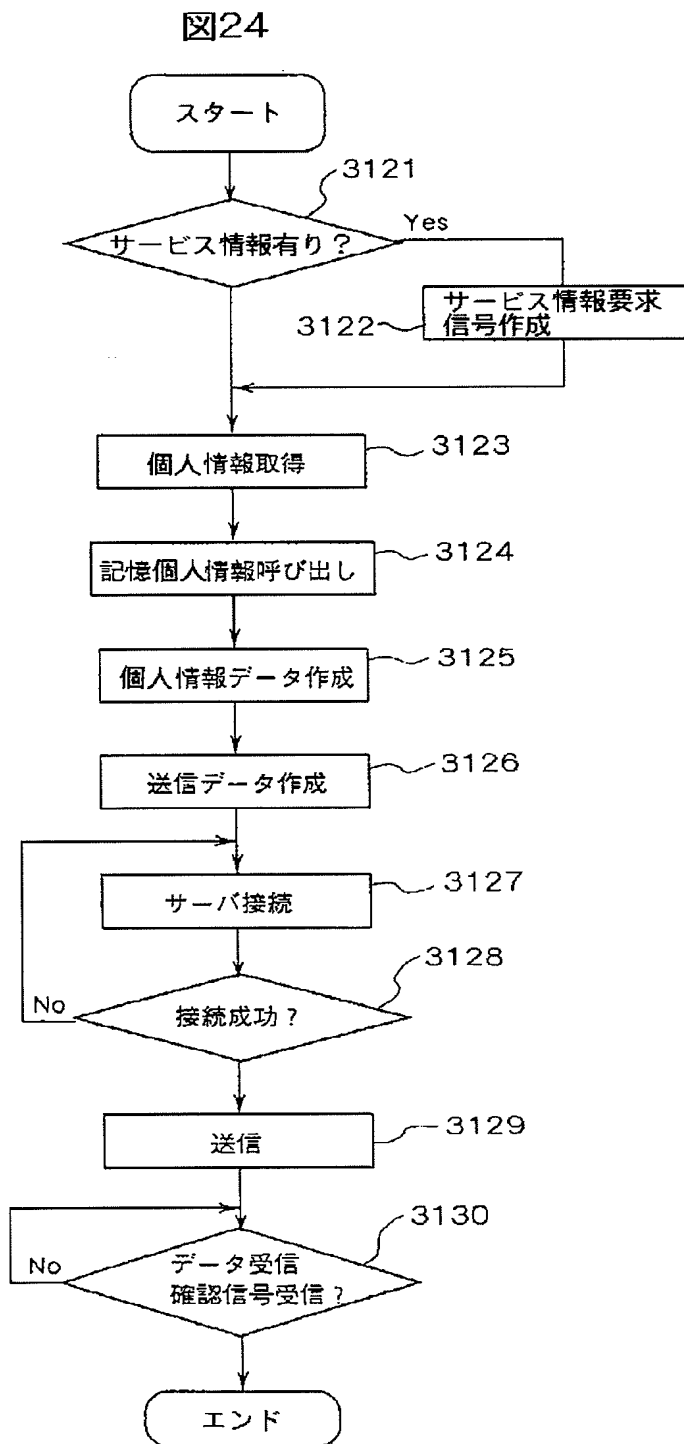 図24
スタート
3121
サービス情報有り？
Yes
サービス情報要求
信号作成
3122
個人情報取得
3123
記憶個人情報呼び出し
3124
個人情報データ作成
3125
送信データ作成
3126
サーバ接続
3127
接続成功？
3128
No
送信
3129
データ受信
確認信号受信？
3130
No
エンド